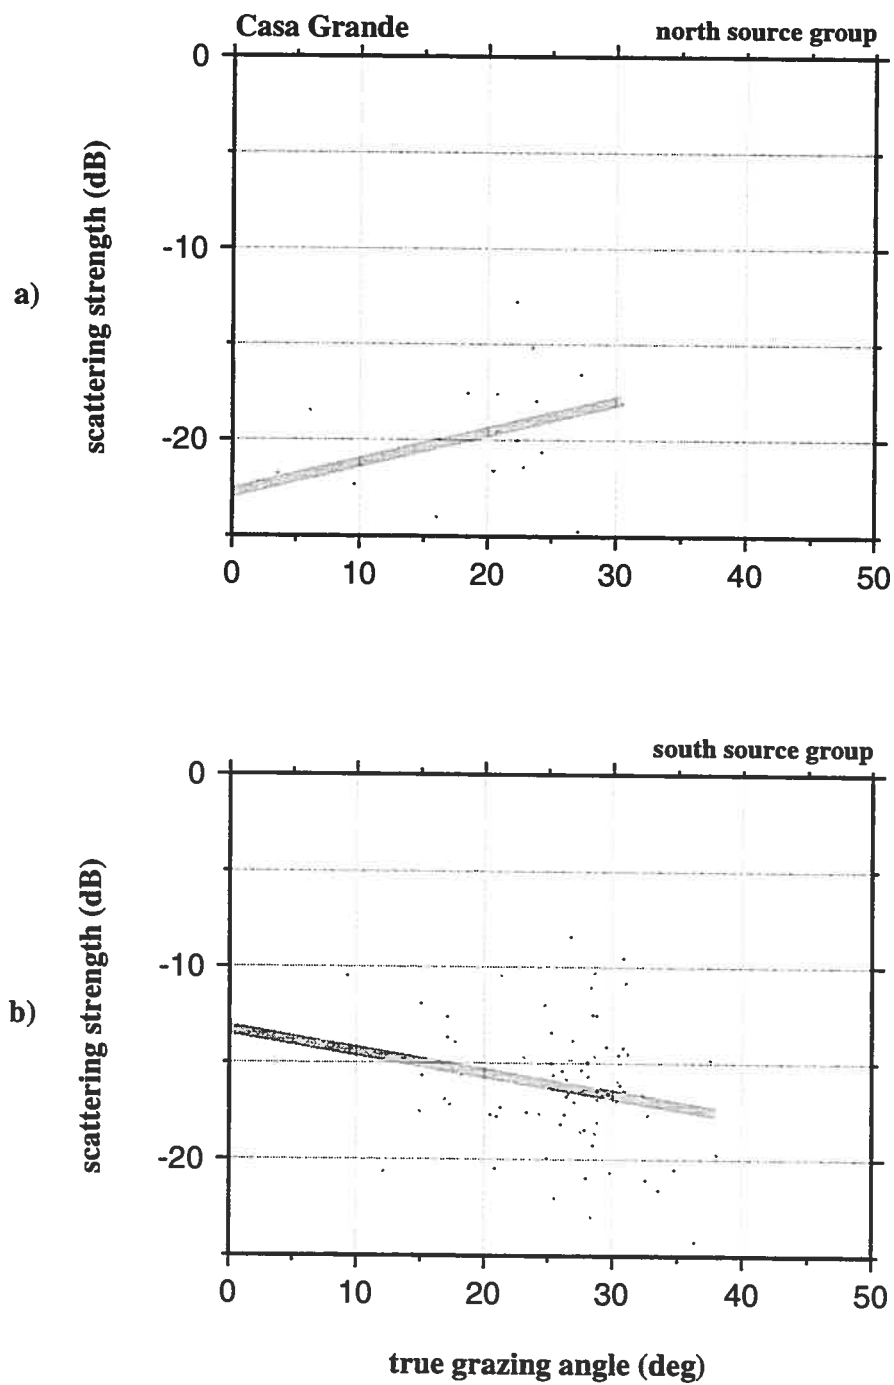 Casa Grande
north source group
a)
scattering strength (dB)
0
-10
-20
0 10 20 30 40 50
south source group
b)
scattering strength (dB)
0
-10
-20
0 10 20 30 40 50
true grazing angle (deg)